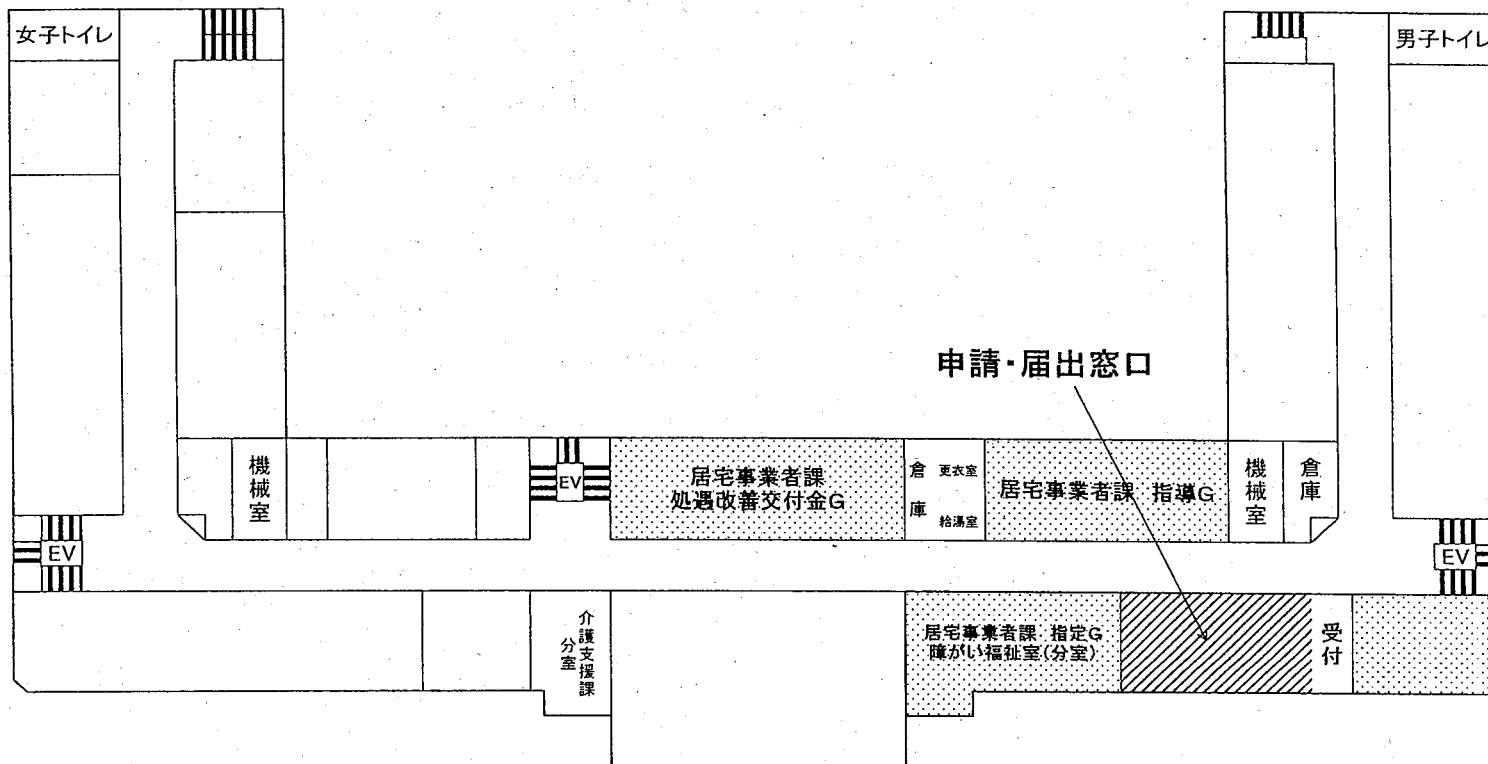 女子トイレ
男子トイレ
申請・届出窓口
機械室
EV
居宅事業者課
処遇改善交付金G
倉庫
更衣室
給湯室
居宅事業者課 指導G
機械室
倉庫
EV
EV
介護支援課
分室
居宅事業者課 指定G
障がい福祉室(分室)
受付